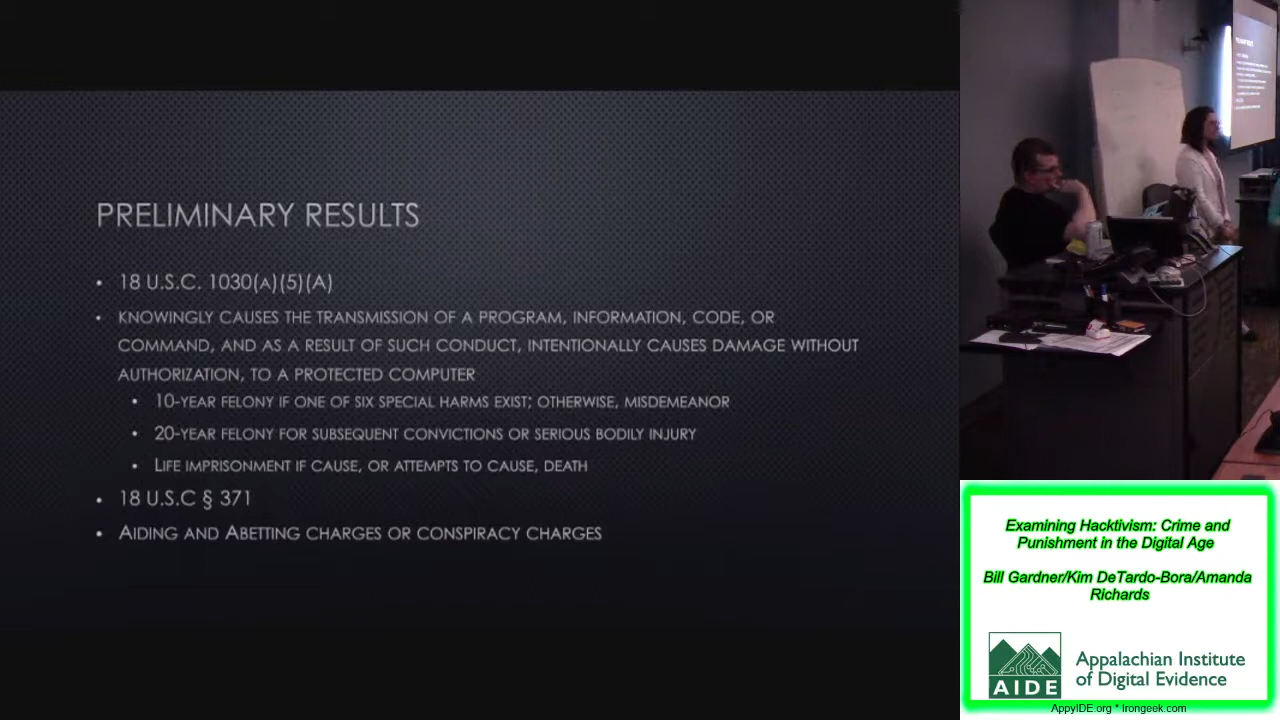 PRELIMINARY RESULTS
• 18 U.S.C. 1030(A)(5)(A)
• KNOWINGLY CAUSES THE TRANSMISSION OF A PROGRAM, INFORMATION, CODE, OR
COMMAND, AND AS A RESULT OF SUCH CONDUCT, INTENTIONALLY CAUSES DAMAGE WITHOUT
AUTHORIZATION, TO A PROTECTED COMPUTER
• 10-YEAR FELONY IF ONE OF SIX SPECIAL HARMS EXIST; OTHERWISE, MISDEMEANOR
• 20-YEAR FELONY FOR SUBSEQUENT CONVICTIONS OR SERIOUS BODILY INJURY
• LIFE IMPRISONMENT IF CAUSE, OR ATTEMPTS TO CAUSE, DEATH
• 18 U.S.C § 371
• AIDING AND ABETTING CHARGES OR CONSPIRACY CHARGES
Examining Hacktivism: Crime and
Punishment in the Digital Age
Bill Gardner/Kim DeTardo-Bora/Amanda
Richards
AIDE
Appalachian Institute
of Digital Evidence
AppyIDE.org * Irongeek.com